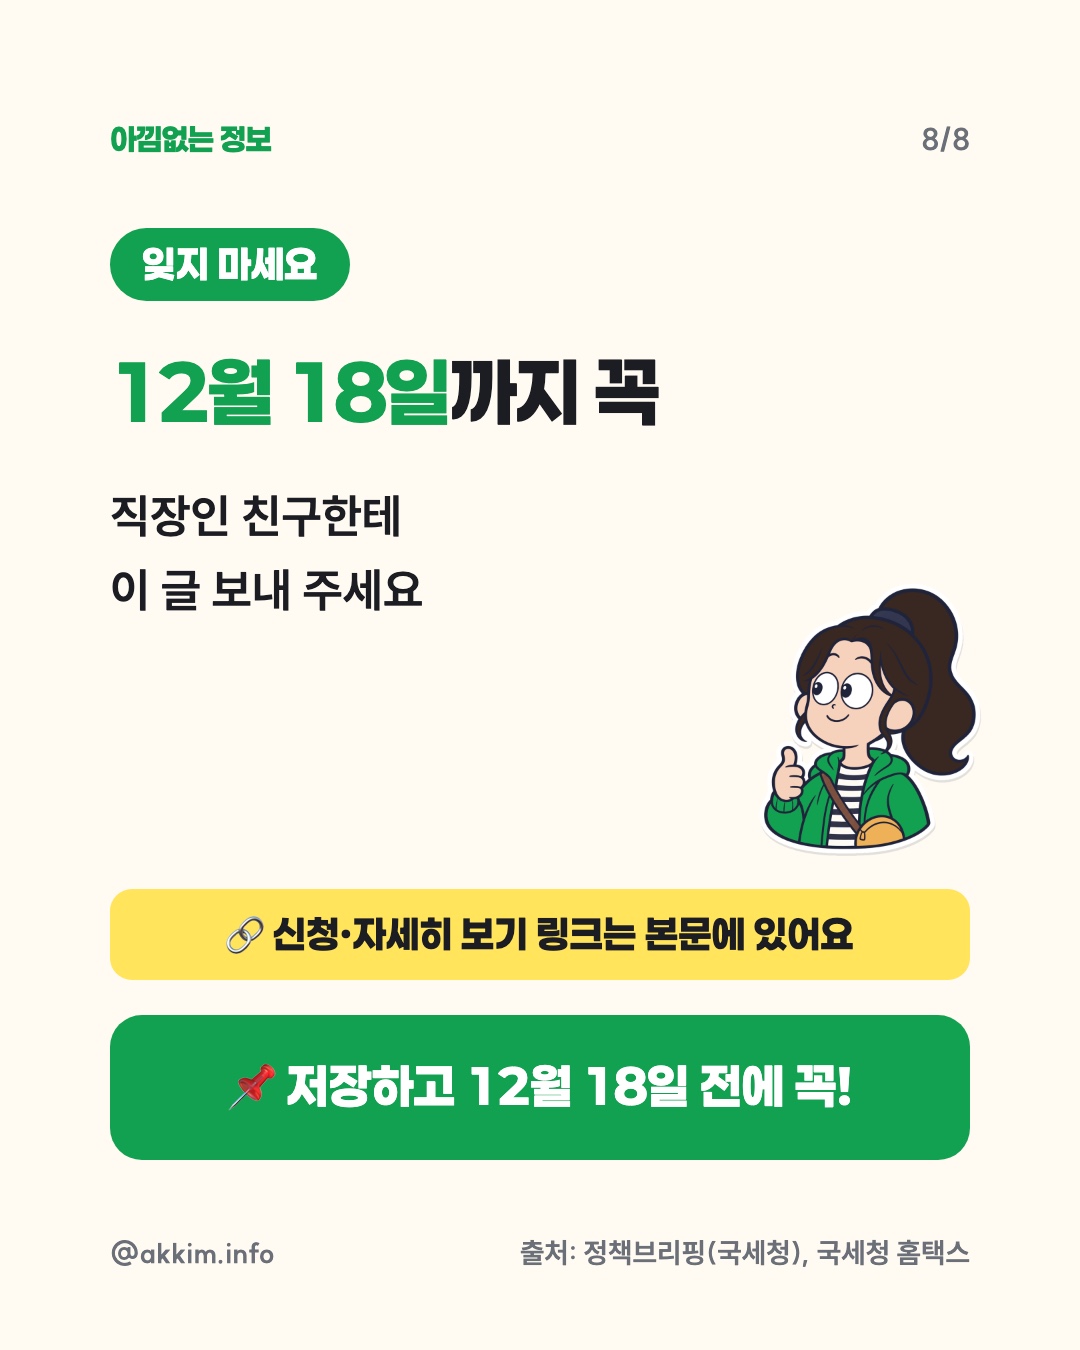 아낌없는 정보
8/8
잊지 마세요
12월 18일까지 꼭
직장인 친구한테
이 글 보내 주세요
🔗 신청·자세히 보기 링크는 본문에 있어요
📌 저장하고 12월 18일 전에 꼭!
@akkim.info
출처: 정책브리핑(국세청), 국세청 홈택스